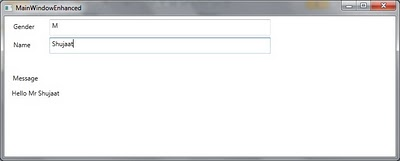 MainWindowEnhanced
Gender M
Name Shujaat
Message
Hello Mr Shujaat